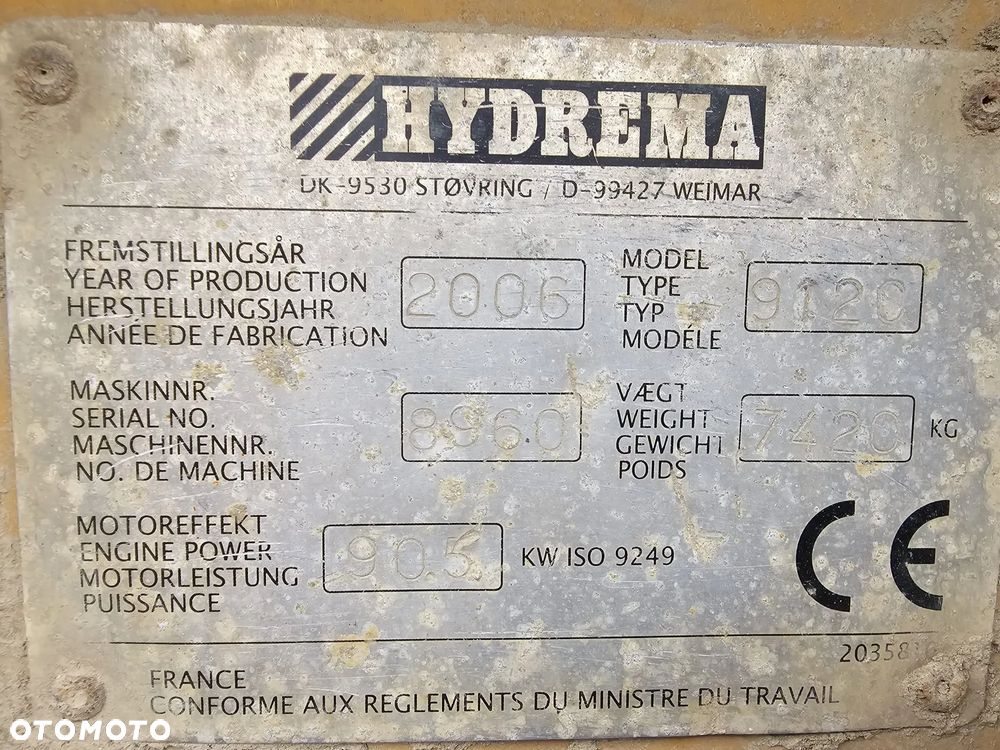 HYDREMA
DK-9530 STØVRING / D-99427 WEIMAR
FREMSTILLINGSÅR
YEAR OF PRODUCTION
HERSTELLUNGSJAHR
ANNÉE DE FABRICATION
2006
MODEL
TYPE
TYP
MODÉLE
912C
MASKINNR.
SERIAL NO.
MASCHINENNR.
NO. DE MACHINE
8960
VÆGT
WEIGHT
GEWICHT
POIDS
7420
KG
MOTOREFFEKT
ENGINE POWER
MOTORLEISTUNG
PUISSANCE
90.5
KW ISO 9249
CE
FRANCE
CONFORME AUX REGLEMENTS DU MINISTRE DU TRAVAIL
OTOMOTO